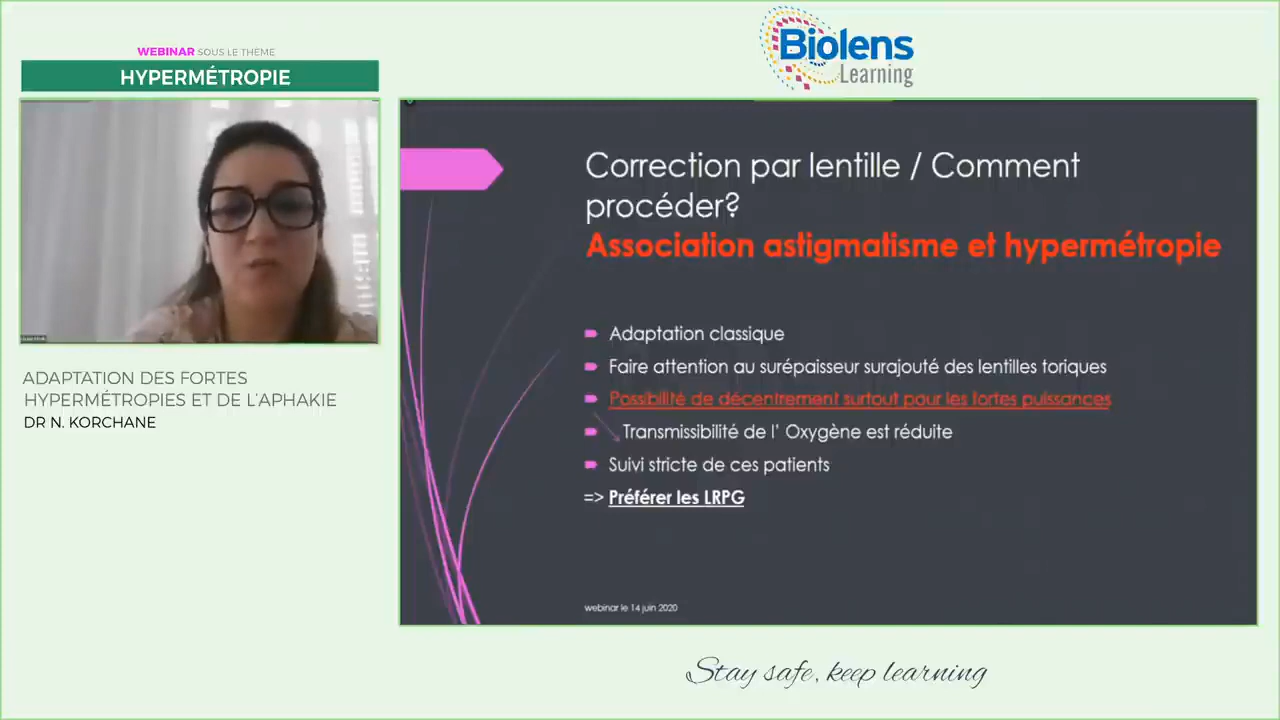 WEBINAR SOUS LE THÈME
HYPERMÉTROPIE
Biolens
Learning
Correction par lentille / Comment
procéder?
Association astigmatisme et hypermétropie
Adaptation classique
Faire attention au surépaisseur surajouté des lentilles toriques
Possibilité de décentrement surtout pour les fortes puissances
Transmissibilité de l' Oxygène est réduite
Suivi stricte de ces patients
=> Préférer les LRPG
webinar le 14 juin 2020
ADAPTATION DES FORTES
HYPERMÉTROPIES ET DE L'APHAKIE
DR N. KORCHANE
Stay safe, keep learning